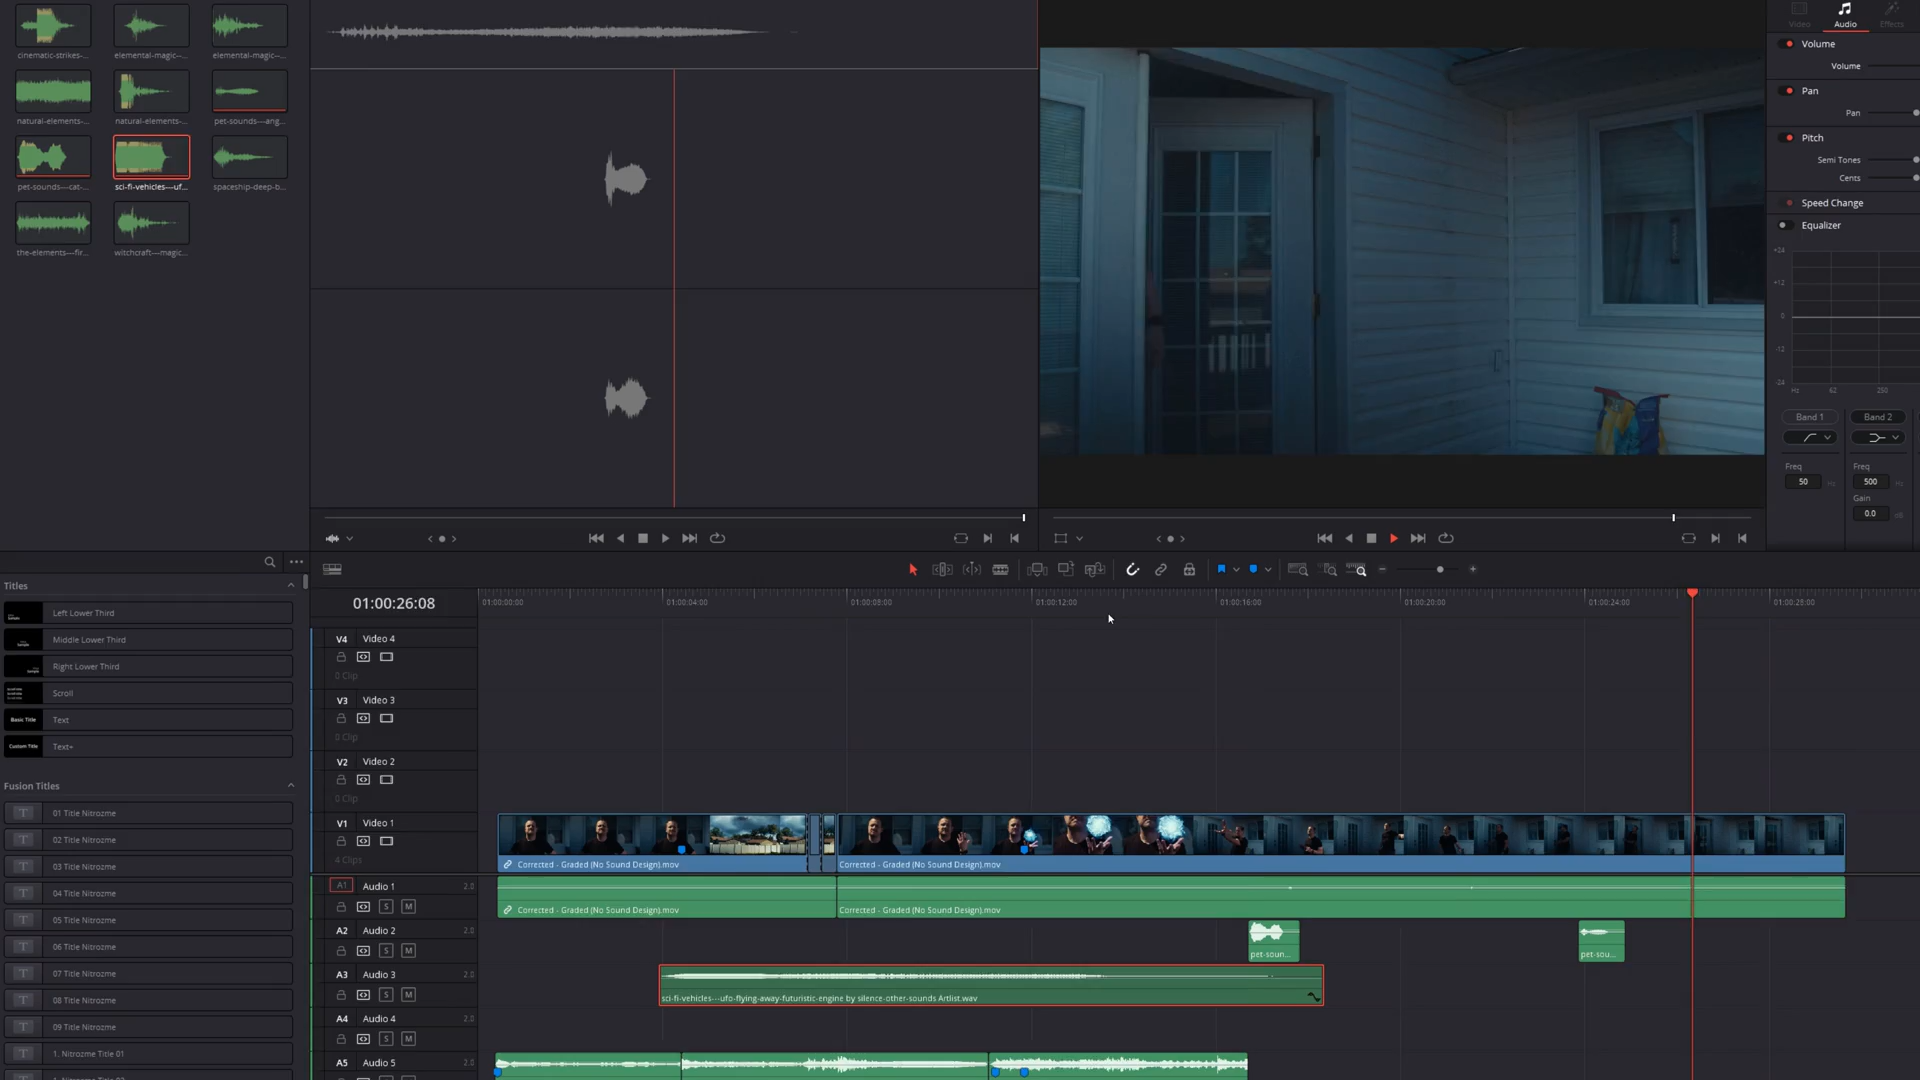 cinematic-strikes-...
elemental-magic--...
elemental-magic--...
natural-elements-...
natural-elements-...
pet-sounds---ang...
pet-sounds---cat-...
sci-fi-vehicles---uf...
spaceship-deep-b...
the-elements---fir...
witchcraft---magic...
Video
Audio
Effects
Volume
Volume
Pan
Pan
Pitch
Semi Tones
Cents
Speed Change
Equalizer
+24
+12
0
-12
-24
Hz
62
250
Band 1
Band 2
Freq
Freq
50
Hz
500
Hz
Gain
0.0
dB
Titles
Left Lower Third
Middle Lower Third
Right Lower Third
Scroll
Basic Title
Text
Custom Title
Text+
Fusion Titles
01 Title Nitrozme
02 Title Nitrozme
03 Title Nitrozme
04 Title Nitrozme
05 Title Nitrozme
06 Title Nitrozme
07 Title Nitrozme
08 Title Nitrozme
09 Title Nitrozme
1. Nitrozme Title 01
01:00:26:08
01:00:00:00
01:00:04:00
01:00:08:00
01:00:12:00
01:00:16:00
01:00:20:00
01:00:24:00
01:00:28:00
V4 Video 4
0 Clip
V3 Video 3
0 Clip
V2 Video 2
0 Clip
V1 Video 1
4 Clips
Corrected - Graded (No Sound Design).mov
Corrected - Graded (No Sound Design).mov
A1 Audio 1 2.0
S M
Corrected - Graded (No Sound Design).mov
Corrected - Graded (No Sound Design).mov
A2 Audio 2 2.0
S M
pet-soun...
pet-sou...
A3 Audio 3 2.0
S M
sci-fi-vehicles---ufo-flying-away-futuristic-engine by silence-other-sounds Artlist.wav
A4 Audio 4 2.0
S M
A5 Audio 5 2.0